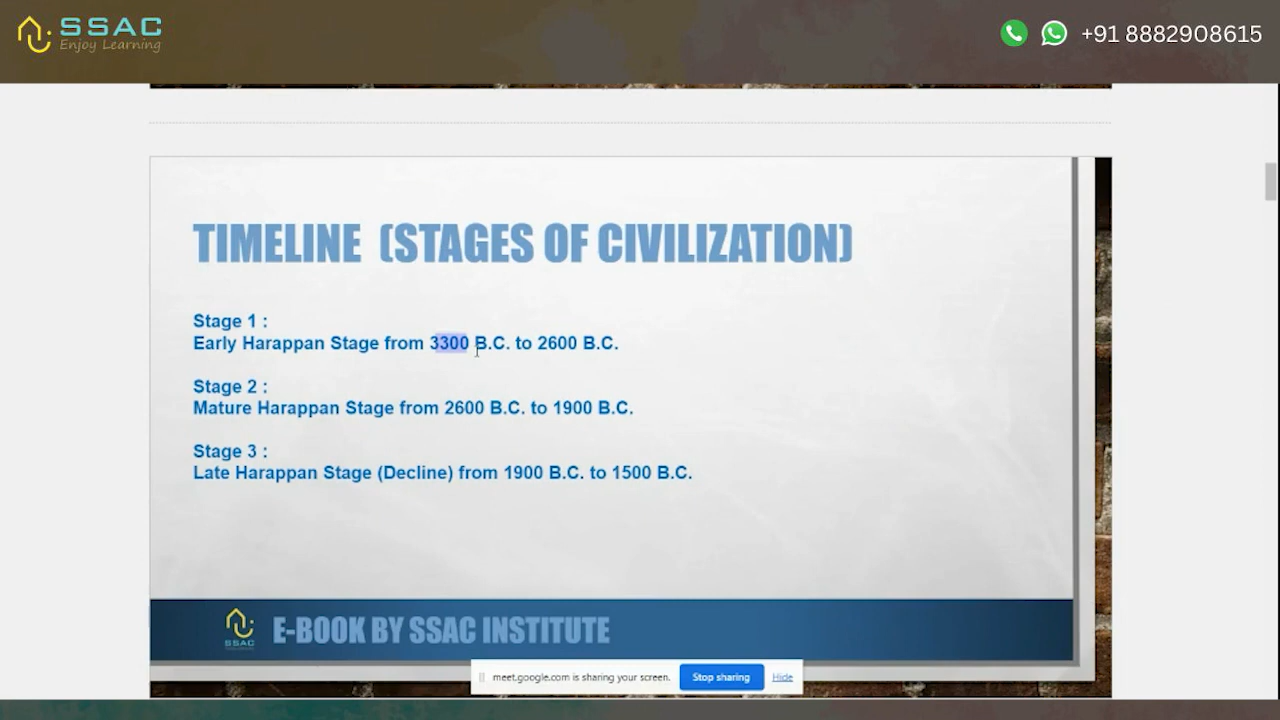 SSAC
Enjoy Learning
+91 8882908615
TIMELINE (STAGES OF CIVILIZATION)
Stage 1 :
Early Harappan Stage from 3300 B.C. to 2600 B.C.
Stage 2 :
Mature Harappan Stage from 2600 B.C. to 1900 B.C.
Stage 3 :
Late Harappan Stage (Decline) from 1900 B.C. to 1500 B.C.
SSAC
E-BOOK BY SSAC INSTITUTE
meet.google.com is sharing your screen.
Stop sharing
Hide